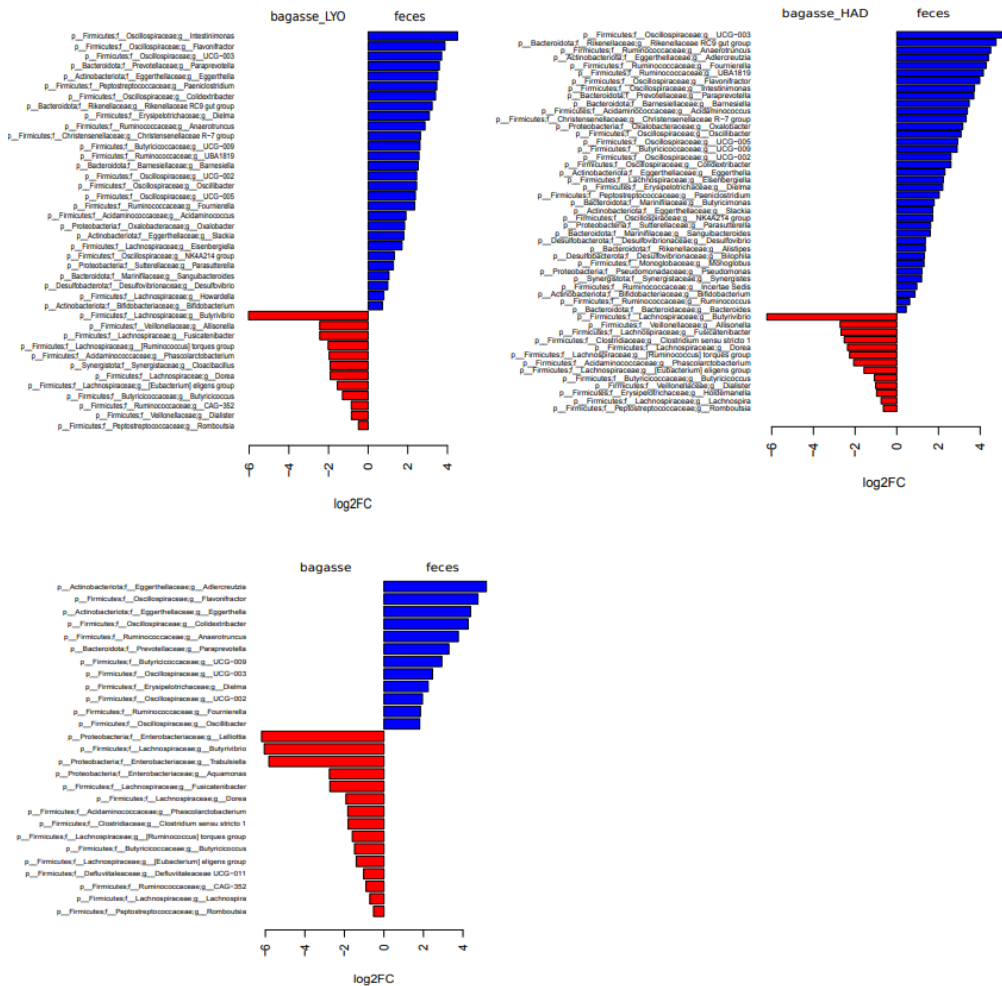 bagasse_LYO feces
p__Firmicutes;f__Oscillospiraceae;g__Intestinimonas
p__Firmicutes;f__Oscillospiraceae;g__Flavonifractor
p__Firmicutes;f__Oscillospiraceae;g__UCG−003
p__Bacteroidota;f__Prevotellaceae;g__Paraprevotella
p__Actinobacteriota;f__Eggerthellaceae;g__Eggerthella
p__Firmicutes;f__Peptostreptococcaceae;g__Paeniclostridium
p__Firmicutes;f__Oscillospiraceae;g__Colidextribacter
p__Bacteroidota;f__Rikenellaceae;g__Rikenellaceae RC9 gut group
p__Firmicutes;f__Erysipelotrichaceae;g__Dielma
p__Firmicutes;f__Ruminococcaceae;g__Anaerotruncus
p__Firmicutes;f__Christensenellaceae;g__Christensenellaceae R−7 group
p__Firmicutes;f__Butyricicoccaceae;g__UCG−009
p__Firmicutes;f__Ruminococcaceae;g__UBA1819
p__Bacteroidota;f__Barnesiellaceae;g__Barnesiella
p__Firmicutes;f__Oscillospiraceae;g__UCG−002
p__Firmicutes;f__Oscillospiraceae;g__Oscillibacter
p__Firmicutes;f__Oscillospiraceae;g__UCG−005
p__Firmicutes;f__Ruminococcaceae;g__Fournierella
p__Firmicutes;f__Acidaminococcaceae;g__Acidaminococcus
p__Proteobacteria;f__Oxalobacteraceae;g__Oxalobacter
p__Actinobacteriota;f__Eggerthellaceae;g__Slackia
p__Firmicutes;f__Lachnospiraceae;g__Eisenbergiella
p__Firmicutes;f__Oscillospiraceae;g__NK4A214 group
p__Proteobacteria;f__Sutterellaceae;g__Parasutterella
p__Bacteroidota;f__Marinifilaceae;g__Sanguibacteroides
p__Desulfobacterota;f__Desulfovibrionaceae;g__Desulfovibrio
p__Firmicutes;f__Lachnospiraceae;g__Howardella
p__Actinobacteriota;f__Bifidobacteriaceae;g__Bifidobacterium
p__Firmicutes;f__Lachnospiraceae;g__Butyrivibrio
p__Firmicutes;f__Veillonellaceae;g__Allisonella
p__Firmicutes;f__Lachnospiraceae;g__Fusicatenibacter
p__Firmicutes;f__Lachnospiraceae;g__[Ruminococcus] torques group
p__Firmicutes;f__Acidaminococcaceae;g__Phascolarctobacterium
p__Synergistota;f__Synergistaceae;g__Cloacibacillus
p__Firmicutes;f__Lachnospiraceae;g__Dorea
p__Firmicutes;f__Lachnospiraceae;g__[Eubacterium] eligens group
p__Firmicutes;f__Butyricicoccaceae;g__Butyricicoccus
p__Firmicutes;f__Ruminococcaceae;g__CAG−352
p__Firmicutes;f__Veillonellaceae;g__Dialister
p__Firmicutes;f__Peptostreptococcaceae;g__Romboutsia
−6 −4 −2 0 2 4
log2FC
bagasse_HAD feces
p__Firmicutes;f__Oscillospiraceae;g__UCG−003
p__Bacteroidota;f__Rikenellaceae;g__Rikenellaceae RC9 gut group
p__Firmicutes;f__Ruminococcaceae;g__Anaerotruncus
p__Actinobacteriota;f__Eggerthellaceae;g__Adlercreutzia
p__Firmicutes;f__Ruminococcaceae;g__Fournierella
p__Firmicutes;f__Ruminococcaceae;g__UBA1819
p__Firmicutes;f__Oscillospiraceae;g__Flavonifractor
p__Firmicutes;f__Oscillospiraceae;g__Intestinimonas
p__Bacteroidota;f__Prevotellaceae;g__Paraprevotella
p__Bacteroidota;f__Barnesiellaceae;g__Barnesiella
p__Firmicutes;f__Acidaminococcaceae;g__Acidaminococcus
p__Firmicutes;f__Christensenellaceae;g__Christensenellaceae R−7 group
p__Proteobacteria;f__Oxalobacteraceae;g__Oxalobacter
p__Firmicutes;f__Oscillospiraceae;g__Oscillibacter
p__Firmicutes;f__Oscillospiraceae;g__UCG−005
p__Firmicutes;f__Butyricicoccaceae;g__UCG−009
p__Firmicutes;f__Oscillospiraceae;g__UCG−002
p__Firmicutes;f__Oscillospiraceae;g__Colidextribacter
p__Actinobacteriota;f__Eggerthellaceae;g__Eggerthella
p__Firmicutes;f__Lachnospiraceae;g__Eisenbergiella
p__Firmicutes;f__Erysipelotrichaceae;g__Dielma
p__Firmicutes;f__Peptostreptococcaceae;g__Paeniclostridium
p__Bacteroidota;f__Marinifilaceae;g__Butyricimonas
p__Actinobacteriota;f__Eggerthellaceae;g__Slackia
p__Firmicutes;f__Oscillospiraceae;g__NK4A214 group
p__Proteobacteria;f__Sutterellaceae;g__Parasutterella
p__Bacteroidota;f__Marinifilaceae;g__Sanguibacteroides
p__Desulfobacterota;f__Desulfovibrionaceae;g__Desulfovibrio
p__Bacteroidota;f__Rikenellaceae;g__Alistipes
p__Desulfobacterota;f__Desulfovibrionaceae;g__Bilophila
p__Firmicutes;f__Monoglobaceae;g__Monoglobus
p__Proteobacteria;f__Pseudomonadaceae;g__Pseudomonas
p__Synergistota;f__Synergistaceae;g__Synergistes
p__Firmicutes;f__Ruminococcaceae;g__Incertae Sedis
p__Actinobacteriota;f__Bifidobacteriaceae;g__Bifidobacterium
p__Firmicutes;f__Ruminococcaceae;g__Ruminococcus
p__Bacteroidota;f__Bacteroidaceae;g__Bacteroides
p__Firmicutes;f__Lachnospiraceae;g__Butyrivibrio
p__Firmicutes;f__Veillonellaceae;g__Allisonella
p__Firmicutes;f__Lachnospiraceae;g__Fusicatenibacter
p__Firmicutes;f__Clostridiaceae;g__Clostridium sensu stricto 1
p__Firmicutes;f__Lachnospiraceae;g__Dorea
p__Firmicutes;f__Lachnospiraceae;g__[Ruminococcus] torques group
p__Firmicutes;f__Acidaminococcaceae;g__Phascolarctobacterium
p__Firmicutes;f__Lachnospiraceae;g__[Eubacterium] eligens group
p__Firmicutes;f__Butyricicoccaceae;g__Butyricicoccus
p__Firmicutes;f__Veillonellaceae;g__Dialister
p__Firmicutes;f__Erysipelotrichaceae;g__Holdemanella
p__Firmicutes;f__Lachnospiraceae;g__Lachnospira
p__Firmicutes;f__Peptostreptococcaceae;g__Romboutsia
−6 −4 −2 0 2 4
log2FC
bagasse feces
p__Actinobacteriota;f__Eggerthellaceae;g__Adlercreutzia
p__Firmicutes;f__Oscillospiraceae;g__Flavonifractor
p__Actinobacteriota;f__Eggerthellaceae;g__Eggerthella
p__Firmicutes;f__Oscillospiraceae;g__Colidextribacter
p__Firmicutes;f__Ruminococcaceae;g__Anaerotruncus
p__Bacteroidota;f__Prevotellaceae;g__Paraprevotella
p__Firmicutes;f__Butyricicoccaceae;g__UCG−009
p__Firmicutes;f__Oscillospiraceae;g__UCG−003
p__Firmicutes;f__Erysipelotrichaceae;g__Dielma
p__Firmicutes;f__Oscillospiraceae;g__UCG−002
p__Firmicutes;f__Ruminococcaceae;g__Fournierella
p__Firmicutes;f__Oscillospiraceae;g__Oscillibacter
p__Proteobacteria;f__Enterobacteriaceae;g__Lelliottia
p__Firmicutes;f__Lachnospiraceae;g__Butyrivibrio
p__Proteobacteria;f__Enterobacteriaceae;g__Trabulsiella
p__Proteobacteria;f__Enterobacteriaceae;g__Aquamonas
p__Firmicutes;f__Lachnospiraceae;g__Fusicatenibacter
p__Firmicutes;f__Lachnospiraceae;g__Dorea
p__Firmicutes;f__Acidaminococcaceae;g__Phascolarctobacterium
p__Firmicutes;f__Clostridiaceae;g__Clostridium sensu stricto 1
p__Firmicutes;f__Lachnospiraceae;g__[Ruminococcus] torques group
p__Firmicutes;f__Butyricicoccaceae;g__Butyricicoccus
p__Firmicutes;f__Lachnospiraceae;g__[Eubacterium] eligens group
p__Firmicutes;f__Defluviitaleaceae;g__Defluviitaleaceae UCG−011
p__Firmicutes;f__Ruminococcaceae;g__CAG−352
p__Firmicutes;f__Lachnospiraceae;g__Lachnospira
p__Firmicutes;f__Peptostreptococcaceae;g__Romboutsia
−6 −4 −2 0 2 4
log2FC